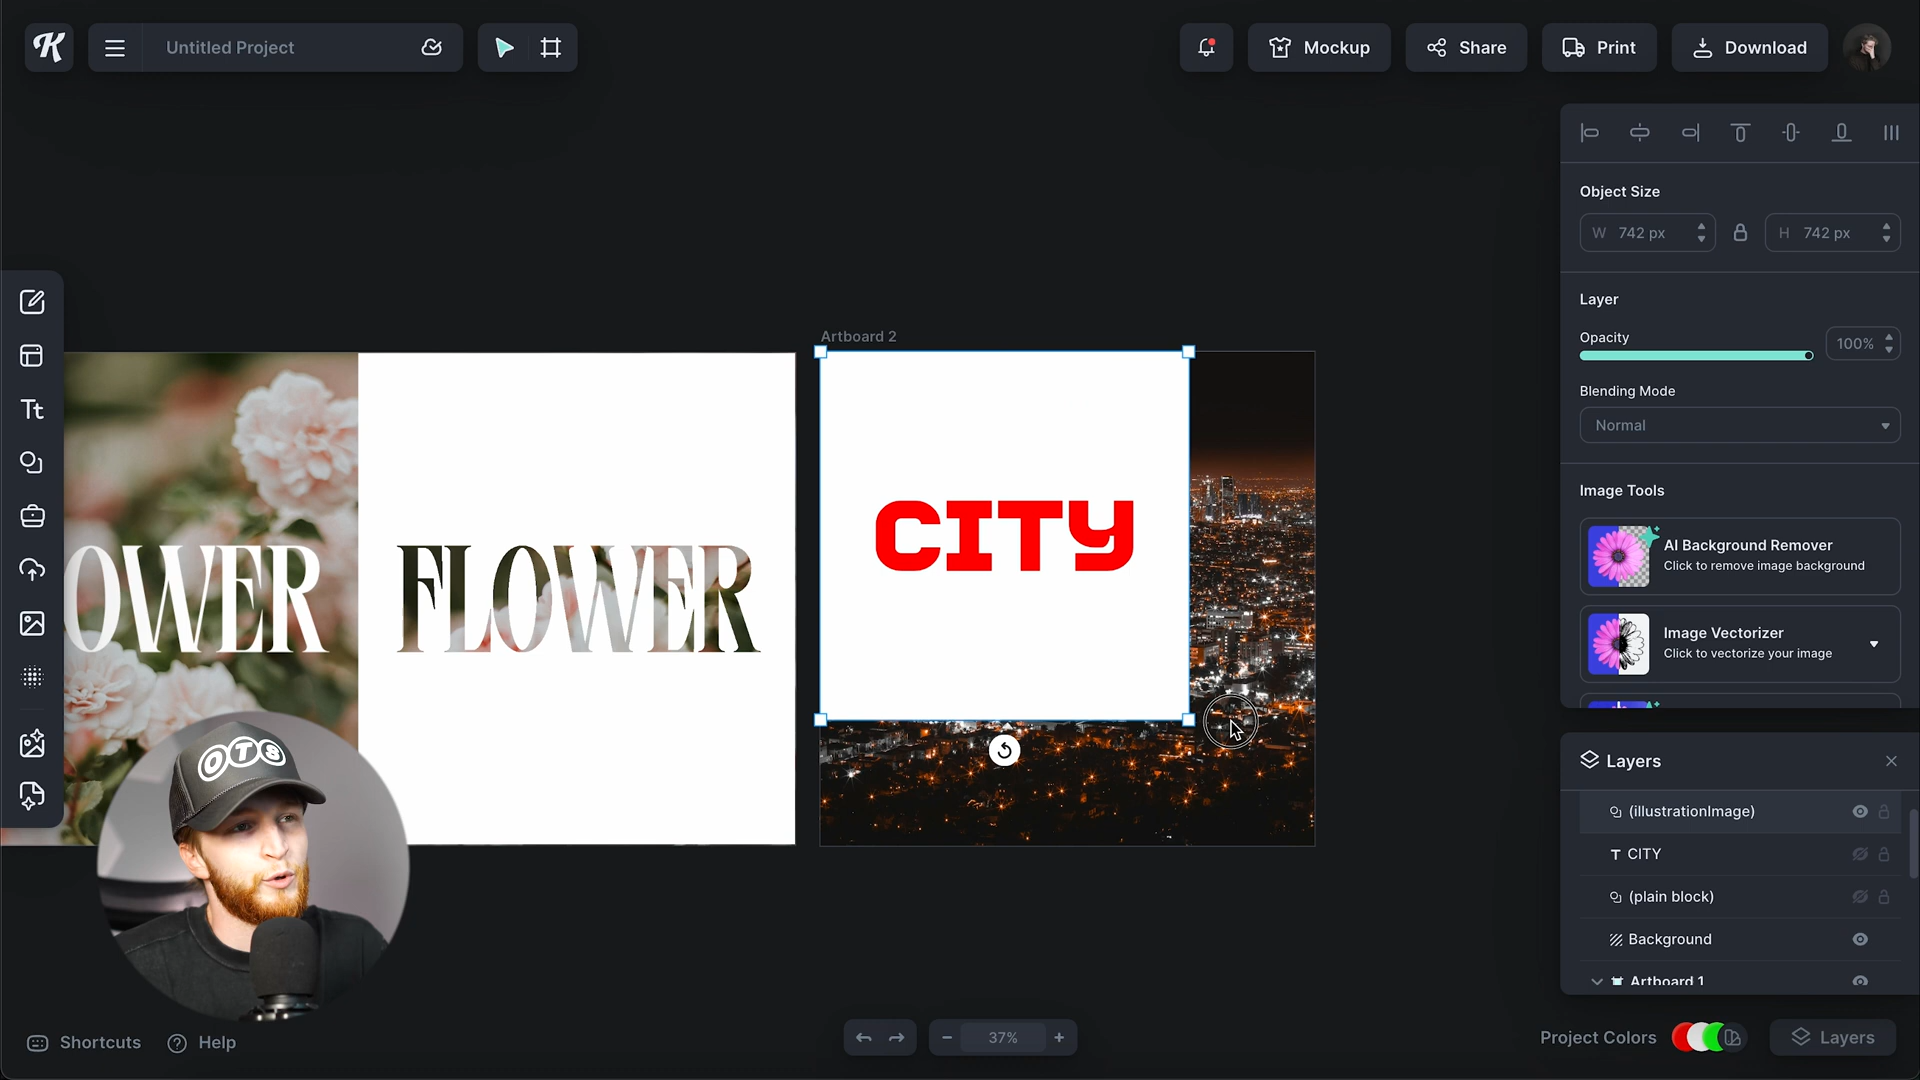 K
Untitled Project
Mockup
Share
Print
Download
Object Size
W 742 px
H 742 px
Layer
Opacity
100%
Blending Mode
Normal
Image Tools
AI Background Remover
Click to remove image background
Image Vectorizer
Click to vectorize your image
Tt
Artboard 2
OWER
FLOWER
CITY
OTS
Layers
(illustrationImage)
T CITY
(plain block)
Background
Artboard 1
Shortcuts
Help
37%
Project Colors
Layers